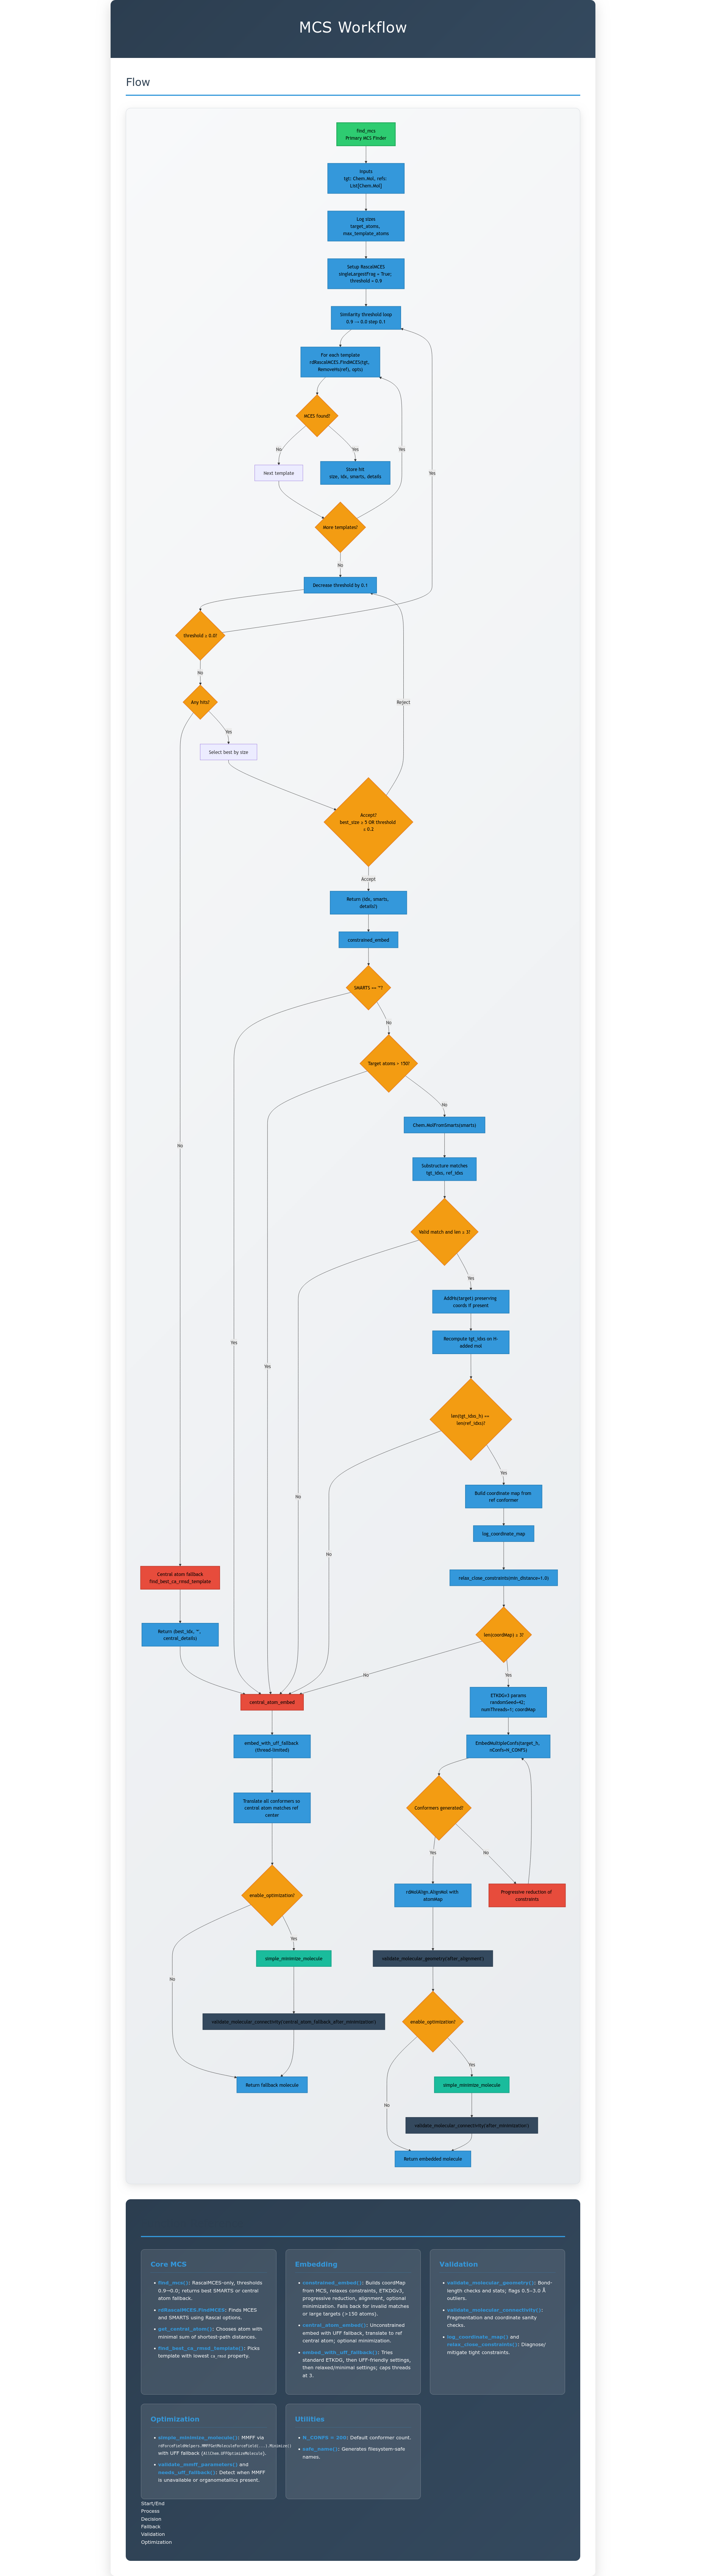 MCS Workflow
Flow
find_mcs
Primary MCS Finder
Inputs
tgt: Chem.Mol, refs:
List[Chem.Mol]
Log sizes
target_atoms,
max_template_atoms
Setup RascalMCES
singleLargestFrag = True;
threshold = 0.9
Similarity threshold loop
0.9 → 0.0 step 0.1
For each template
rdRascalMCES.FindMCES(tgt,
RemoveHs(ref), opts)
MCES found?
No
Yes
Yes
Yes
Next template
Store hit
size, idx, smarts, details
More templates?
No
Decrease threshold by 0.1
threshold ≥ 0.0?
No
Any hits?
Reject
Yes
Select best by size
Accept?
best_size ≥ 5 OR threshold
≤ 0.2
Accept
Return (idx, smarts,
details?)
constrained_embed
SMARTS == ""?
No
Target atoms > 150?
No
Chem.MolFromSmarts(smarts)
No
Substructure matches
tgt_idxs, ref_idxs
Valid match and len ≥ 3?
Yes
AddHs(target) preserving
coords if present
Recompute tgt_idxs on H-
added mol
Yes
Yes
len(tgt_idxs_h) ==
len(ref_idxs)?
Yes
Build coordinate map from
ref conformer
No
log_coordinate_map
No
Central atom fallback
find_best_ca_rmsd_template
relax_close_constraints(min_distance=1.0)
Return (best_idx, "",
central_details)
len(coordMap) ≥ 3?
No
Yes
central_atom_embed
ETKDGv3 params
randomSeed=42;
numThreads=?; coordMap
embed_with_uff_fallback
(thread-limited)
EmbedMultipleConfs(target_h,
nConfs=N_CONFS)
Translate all conformers so
central atom matches ref
center
Conformers generated?
Yes
No
enable_optimization?
rdMolAlign.AlignMol with
atomMap
Progressive reduction of
constraints
Yes
simple_minimize_molecule
validate_molecular_geometry(after_alignment)
No
validate_molecular_connectivity(central_atom_fallback_after_minimization)
enable_optimization?
Yes
Return fallback molecule
simple_minimize_molecule
No
validate_molecular_connectivity(after_minimization)
Return embedded molecule
Core MCS
find_mcs(): RascalMCES-only, thresholds
0.9→0.0; returns best SMARTS or central
atom fallback.
rdRascalMCES.FindMCES: Finds
MCES and SMARTS using Rascal options.
get_central_atom(): Chooses atom with
minimal sum of shortest-path distances.
find_best_ca_rmsd_template(): Picks
template with lowest ca_rmsd property.
Embedding
constrained_embed(): Builds coordMap
from MCS, relaxes constraints, ETKDGv3,
progressive reduction, alignment, optional
minimization. Falls back for invalid matches
or large targets (>150 atoms).
central_atom_embed(): Unconstrained
embed with UFF fallback, translate to ref
central atom; optional minimization.
embed_with_uff_fallback(): Tries
standard ETKDG, then UFF-friendly settings,
then relaxed/minimal settings; caps threads
at 3.
Validation
validate_molecular_geometry(): Bond-
length checks and stats; flags 0.5–3.0 Å
outliers.
validate_molecular_connectivity():
Fragmentation and coordinate sanity
checks.
log_coordinate_map() and
relax_close_constraints(): Diagnose/
mitigate tight constraints.
Optimization
simple_minimize_molecule(): MMFF via
rdForceFieldHelpers.MMFFGetMoleculeForceField(...).Minimize()
with UFF fallback (AllChem.UFFOptimizeMolecule).
validate_mmff_parameters() and
needs_uff_fallback(): Detect when MMFF
is unavailable or organometallics present.
Utilities
N_CONFS = 200: Default conformer count.
safe_name(): Generates filesystem-safe
names.
Start/End
Process
Decision
Fallback
Validation
Optimization